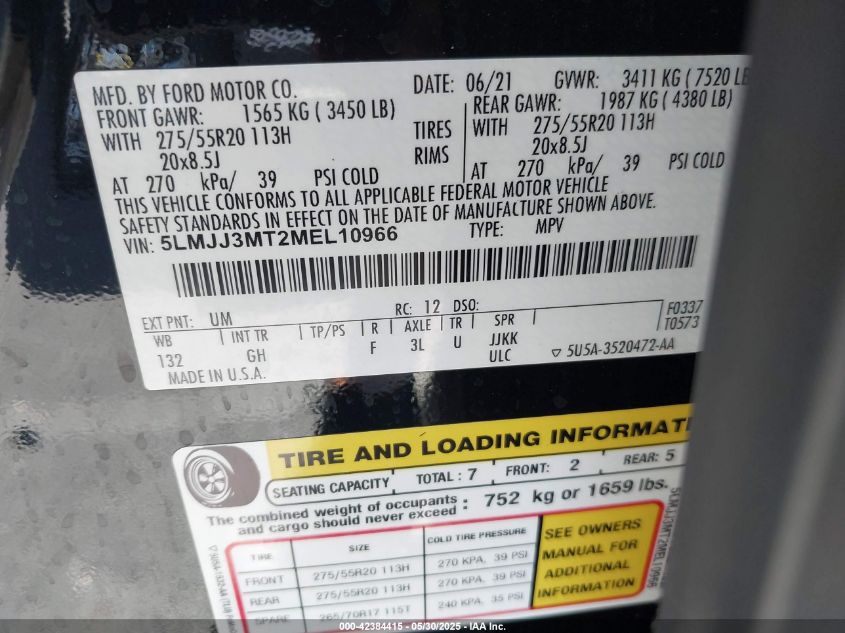 MFD. BY FORD MOTOR CO. DATE: 06/21 GVWR: 3411 KG ( 7520 LB
FRONT GAWR: 1565 KG ( 3450 LB) REAR GAWR: 1987 KG ( 4380 LB)
WITH 275/55R20 113H TIRES WITH 275/55R20 113H
20x8.5J RIMS 20x8.5J
AT 270 kPa/ 39 PSI COLD AT 270 kPa/ 39 PSI COLD
THIS VEHICLE CONFORMS TO ALL APPLICABLE FEDERAL MOTOR VEHICLE
SAFETY STANDARDS IN EFFECT ON THE DATE OF MANUFACTURE SHOWN ABOVE.
VIN: 5LMJJ3MT2MEL10966 TYPE: MPV
EXT PNT: UM RC: 12 DSO: F0337
WB INT TR TP/PS R AXLE TR SPR T0573
132 GH F 3L U JJKK
ULC
MADE IN U.S.A. 5U5A-3520472-AA
TIRE AND LOADING INFORMAT
SEATING CAPACITY TOTAL : 7 FRONT: 2 REAR: 5
The combined weight of occupants and cargo should never exceed : 752 kg or 1659 lbs.
TIRE SIZE COLD TIRE PRESSURE
FRONT 275/55R20 113H 270 KPA, 39 PSI
REAR 275/55R20 113H 270 KPA, 39 PSI
SPARE 265/70R17 115T 240 KPA, 35 PSI
SEE OWNERS
MANUAL FOR
ADDITIONAL
INFORMATION
5LMJJ3MT2MEL10966
000-42384415 - 05/30/2025 - IAA Inc.